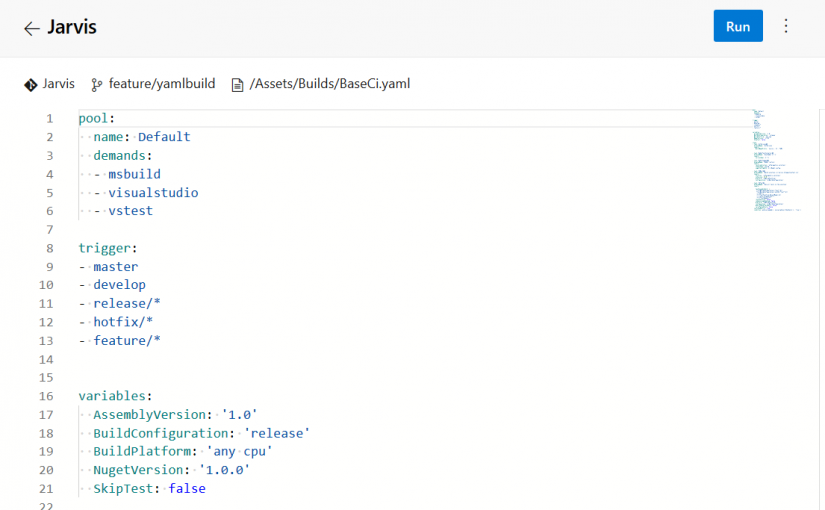 Jarvis
Run
Jarvis feature/yamlbuild /Assets/Builds/BaseCi.yaml
1 pool:
2 name: Default
3 demands:
4 - msbuild
5 - visualstudio
6 - vstest
7
8 trigger:
9 - master
10 - develop
11 - release/*
12 - hotfix/*
13 - feature/*
14
15
16 variables:
17 AssemblyVersion: '1.0'
18 BuildConfiguration: 'release'
19 BuildPlatform: 'any cpu'
20 NugetVersion: '1.0.0'
21 SkipTest: false
22